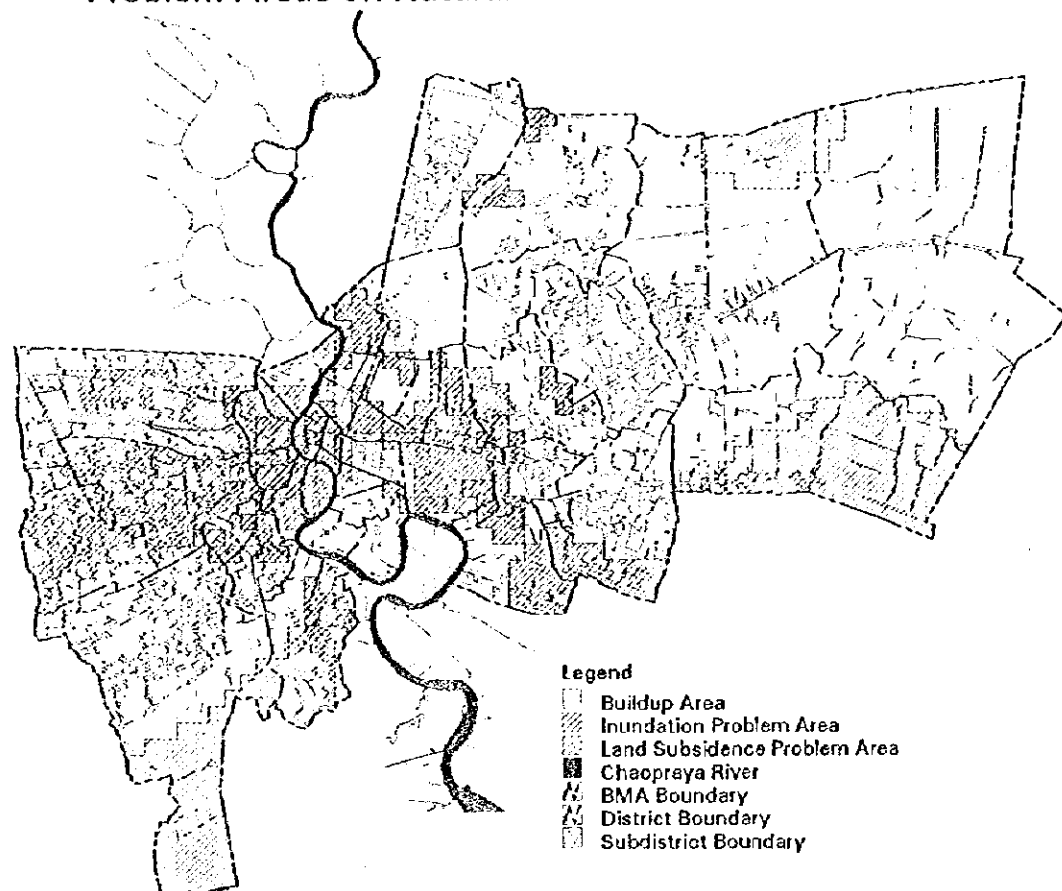 Legend
Buildup Area
Inundation Problem Area
Land Subsidence Problem Area
Chaopraya River
BMA Boundary
District Boundary
Subdistrict Boundary